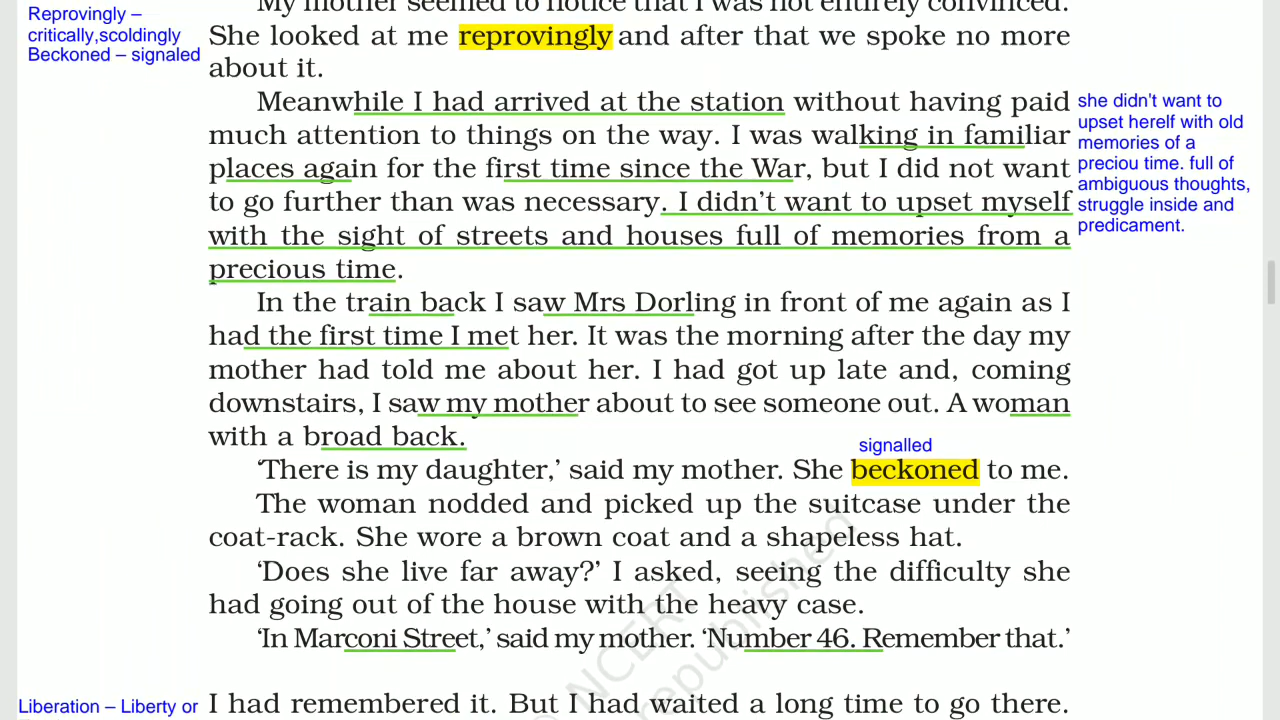 Reprovingly –
critically,scoldingly
Beckoned – signaled
My mother seemed to notice that I was not entirely convinced.
She looked at me reprovingly and after that we spoke no more
about it.
Meanwhile I had arrived at the station without having paid
much attention to things on the way. I was walking in familiar
places again for the first time since the War, but I did not want
to go further than was necessary. I didn’t want to upset myself
with the sight of streets and houses full of memories from a
precious time.
she didn't want to
upset herelf with old
memories of a
preciou time. full of
ambiguous thoughts,
struggle inside and
predicament.
In the train back I saw Mrs Dorling in front of me again as I
had the first time I met her. It was the morning after the day my
mother had told me about her. I had got up late and, coming
downstairs, I saw my mother about to see someone out. A woman
with a broad back.
signalled
‘There is my daughter,’ said my mother. She beckoned to me.
The woman nodded and picked up the suitcase under the
coat-rack. She wore a brown coat and a shapeless hat.
‘Does she live far away?’ I asked, seeing the difficulty she
had going out of the house with the heavy case.
‘In Marconi Street,’ said my mother. ‘Number 46. Remember that.’
Liberation – Liberty or
I had remembered it. But I had waited a long time to go there.
NCERT
republished